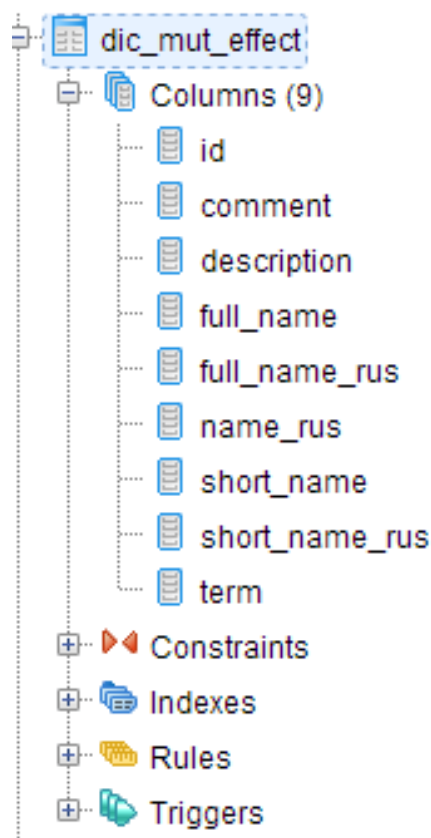 dic_mut_effect
Columns (9)
id
comment
description
full_name
full_name_rus
name_rus
short_name
short_name_rus
term
Constraints
Indexes
Rules
Triggers